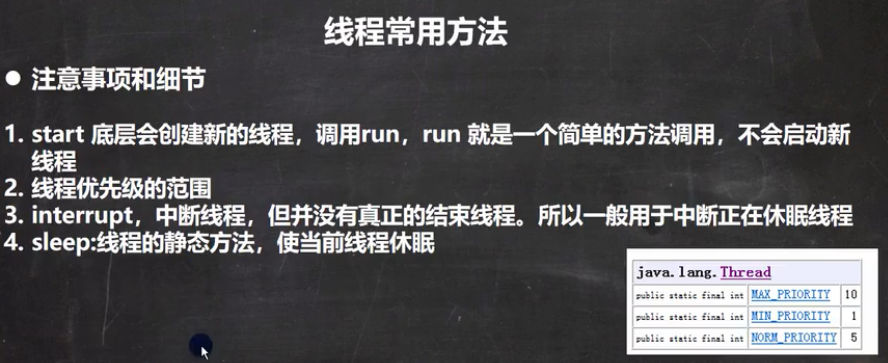 线程常用方法
● 注意事项和细节
1. start 底层会创建新的线程，调用run，run 就是一个简单的方法调用，不会启动新
线程
2. 线程优先级的范围
3. interrupt，中断线程，但并没有真正的结束线程。所以一般用于中断正在休眠线程
4. sleep:线程的静态方法，使当前线程休眠
java.lang.Thread
public static final int MAX_PRIORITY 10
public static final int MIN_PRIORITY 1
public static final int NORM_PRIORITY 5